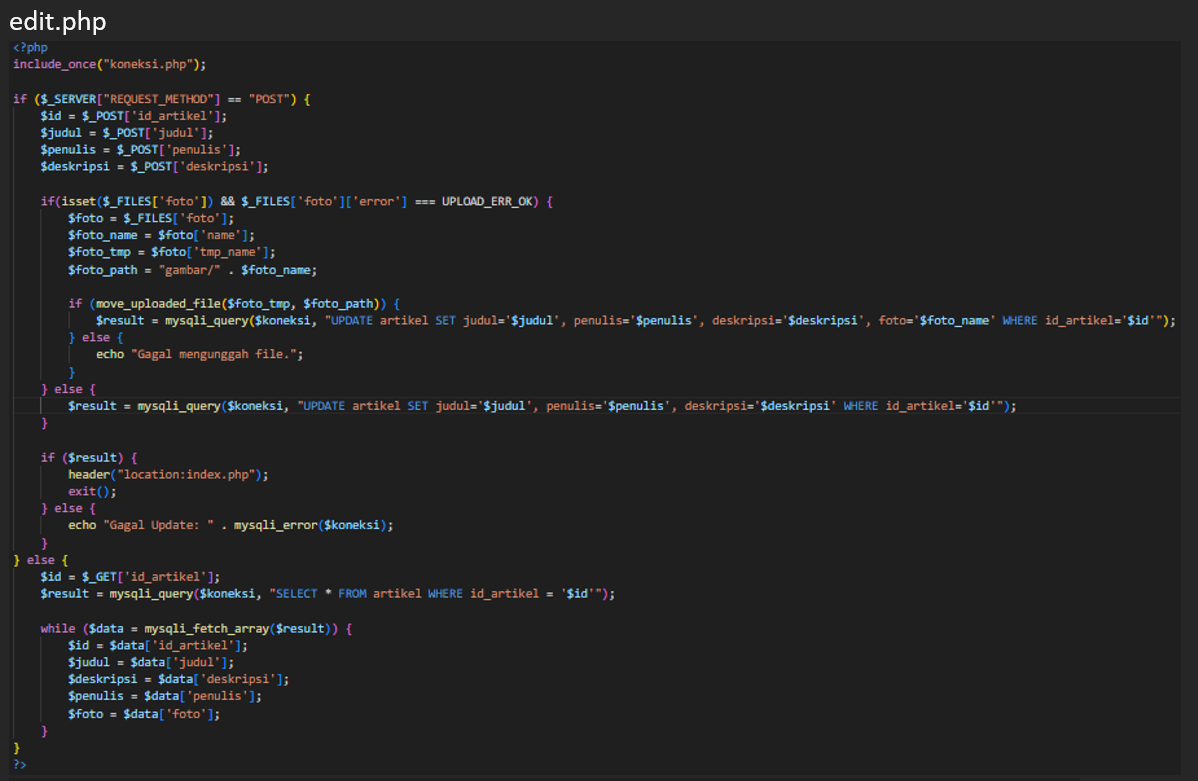 edit.php
<?php
include_once("koneksi.php");
if ($_SERVER["REQUEST_METHOD"] == "POST") {
    $id = $_POST['id_artikel'];
    $judul = $_POST['judul'];
    $penulis = $_POST['penulis'];
    $deskripsi = $_POST['deskripsi'];
    if(isset($_FILES['foto']) && $_FILES['foto']['error'] === UPLOAD_ERR_OK) {
        $foto = $_FILES['foto'];
        $foto_name = $foto['name'];
        $foto_tmp = $foto['tmp_name'];
        $foto_path = "gambar/" . $foto_name;
        if (move_uploaded_file($foto_tmp, $foto_path)) {
            $result = mysqli_query($koneksi, "UPDATE artikel SET judul='$judul', penulis='$penulis', deskripsi='$deskripsi', foto='$foto_name' WHERE id_artikel='$id'");
        } else {
            echo "Gagal mengunggah file.";
        }
    } else {
        $result = mysqli_query($koneksi, "UPDATE artikel SET judul='$judul', penulis='$penulis', deskripsi='$deskripsi' WHERE id_artikel='$id'");
    }
    if ($result) {
        header("location:index.php");
        exit();
    } else {
        echo "Gagal Update: " . mysqli_error($koneksi);
    }
} else {
    $id = $_GET['id_artikel'];
    $result = mysqli_query($koneksi, "SELECT * FROM artikel WHERE id_artikel = '$id'");
    while ($data = mysqli_fetch_array($result)) {
        $id = $data['id_artikel'];
        $judul = $data['judul'];
        $deskripsi = $data['deskripsi'];
        $penulis = $data['penulis'];
        $foto = $data['foto'];
    }
}
?>